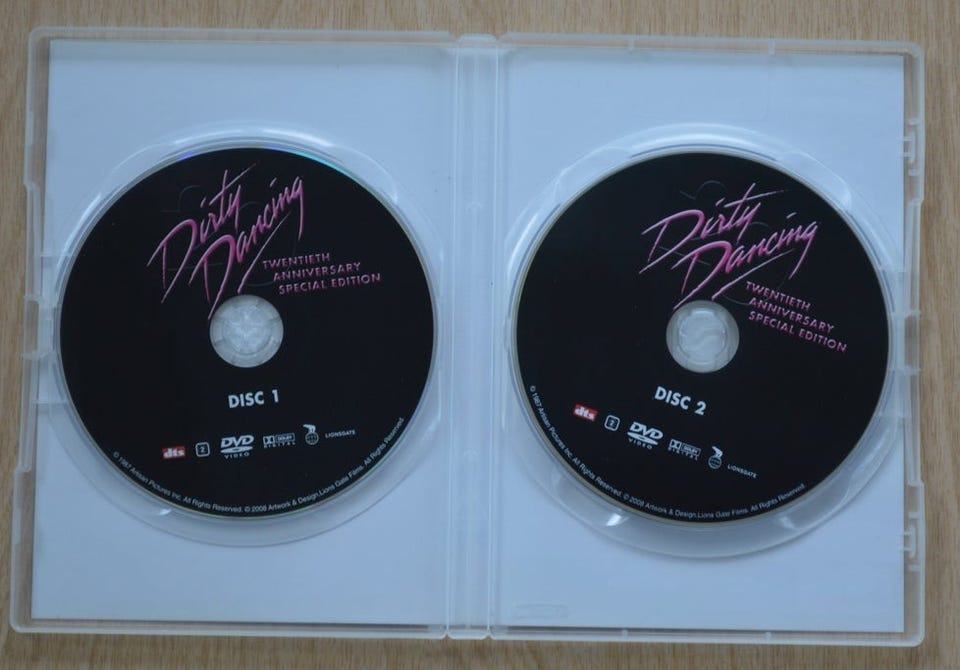 Dirty
Dancing
TWENTIETH
ANNIVERSARY
SPECIAL EDITION
DISC 1
dts 2 DVD VIDEO DOLBY DIGITAL LIONSGATE
© 1987 Artisan Pictures Inc. All Rights Reserved. © 2008 Artwork & Design, Lions Gate Films. All Rights Reserved.
Dirty
Dancing
TWENTIETH
ANNIVERSARY
SPECIAL EDITION
DISC 2
dts 2 DVD VIDEO DOLBY DIGITAL LIONSGATE
© 1987 Artisan Pictures Inc. All Rights Reserved. © 2008 Artwork & Design, Lions Gate Films. All Rights Reserved.